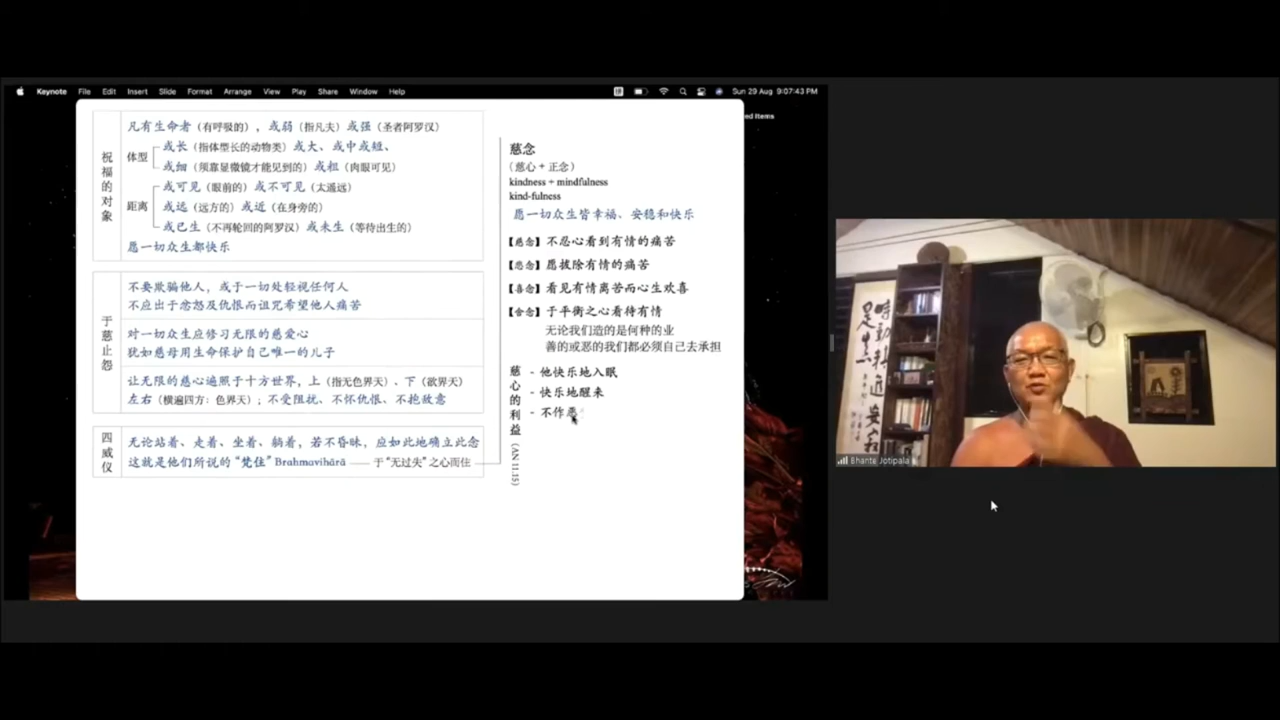 Keynote File Edit Insert Slide Format Arrange View Play Share Window Help Sun 29 Aug 9:07:43 PM
ed Items
祝福的对象
凡有生命者（有呼吸的），或弱（指凡夫）或强（圣者阿罗汉）
体型
或长（指体型长的动物类）或大、或中或短、
或细（须靠显微镜才能见到的）或粗（肉眼可见）
距离
或可见（眼前的）或不可见（太遥远）
或远（远方的）或近（在身旁的）
或已生（不再轮回的阿罗汉）或未生（等待出生的）
愿一切众生都快乐
于慈止怨
不要欺骗他人，或于一切处轻视任何人
不应出于忿怒及仇恨而诅咒希望他人痛苦
对一切众生应修习无限的慈爱心
犹如慈母用生命保护自己唯一的儿子
让无限的慈心遍照于十方世界，上（指无色界天）、下（欲界天）
左右（横遍四方：色界天）；不受阻扰、不怀仇恨、不抱敌意
四威仪
无论站着、走着、坐着、躺着，若不昏昧，应如此地确立此念
这就是他们所说的“梵住”Brahmavihārā — 于“无过失”之心而住
慈念
（慈心 + 正念）
kindness + mindfulness
kind-fulness
愿一切众生皆幸福、安稳和快乐
【慈念】不忍心看到有情的痛苦
【悲念】愿拔除有情的痛苦
【喜念】看见有情离苦而心生欢喜
【舍念】于平衡之心看待有情
无论我们造的是何种的业
善的或恶的我们都必须自己去承担
慈心的利益（AN 11.15）
- 他快乐地入眠
- 快乐地醒来
- 不作恶
Bhante Jotipala